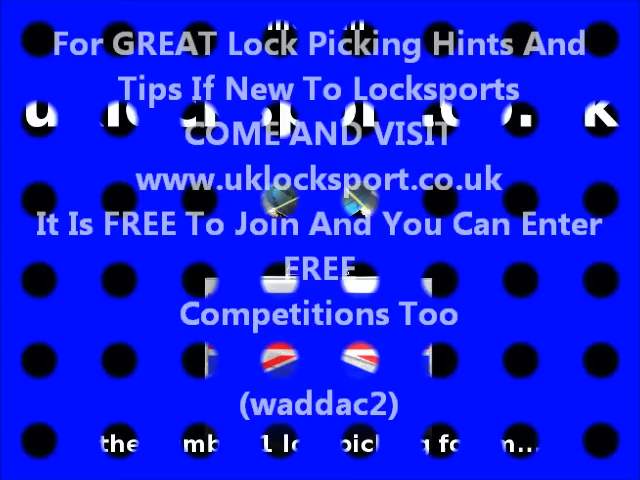 For GREAT Lock Picking Hints And
Tips If New To Locksports
COME AND VISIT
www.uklocksport.co.uk
It Is FREE To Join And You Can Enter
FREE
Competitions Too
(waddac2)
the